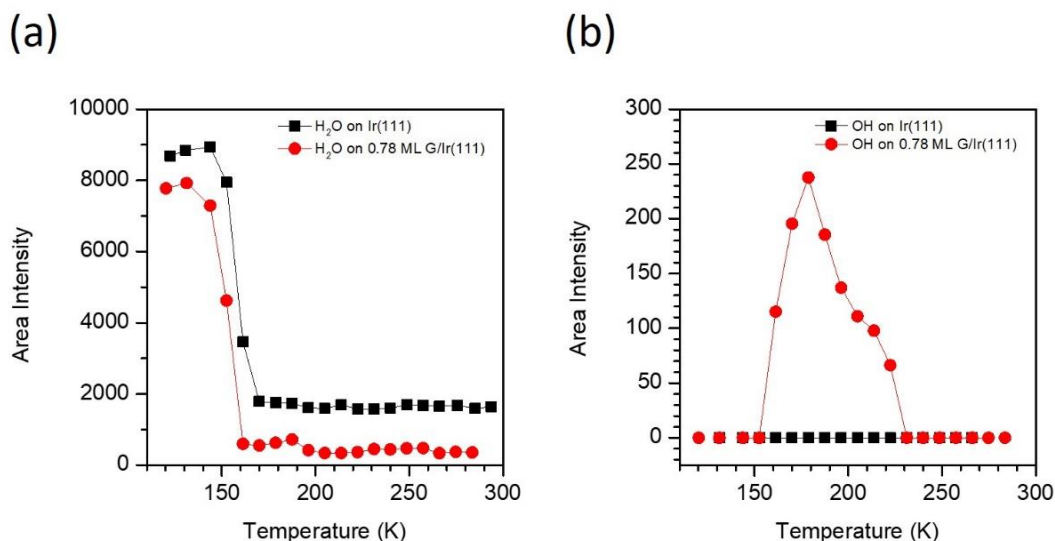 (a)
(b)
10000
8000
6000
4000
2000
0
Area Intensity
H₂O on Ir(111)
H₂O on 0.78 ML G/Ir(111)
150
200
250
300
Temperature (K)
300
250
200
150
100
50
0
Area Intensity
OH on Ir(111)
OH on 0.78 ML G/Ir(111)
150
200
250
300
Temperature (K)